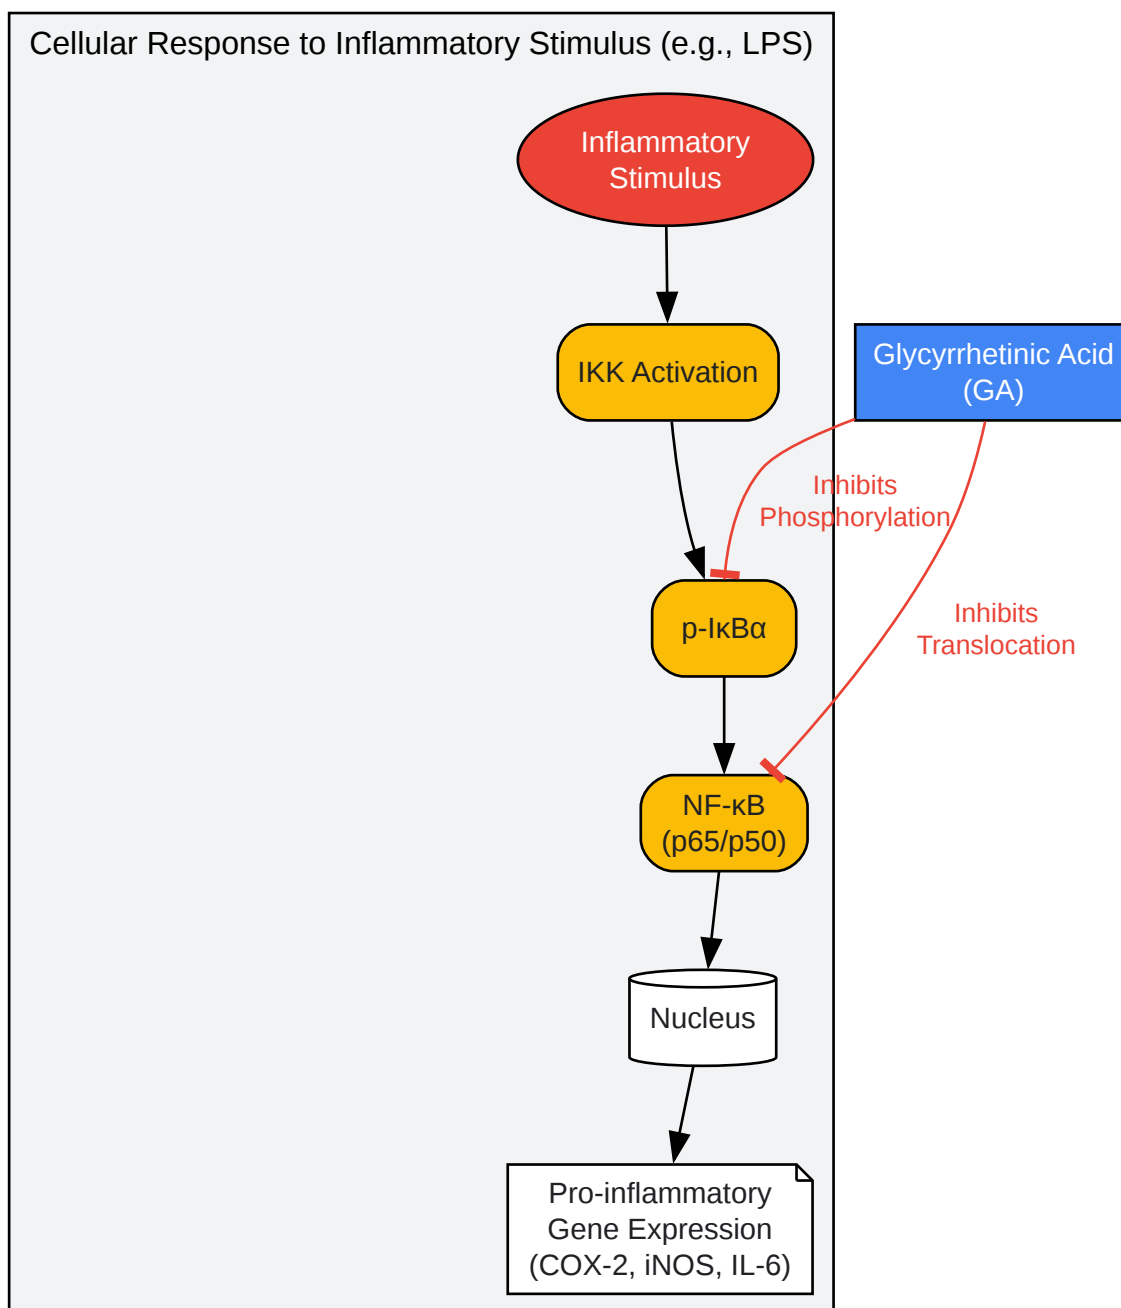 Cellular Response to Inflammatory Stimulus (e.g., LPS)
Inflammatory
Stimulus
IKK Activation
Glycyrrhetinic Acid
(GA)
Inhibits
Phosphorylation
Inhibits
Translocation
p-IκBα
NF-κB
(p65/p50)
Nucleus
Pro-inflammatory
Gene Expression
(COX-2, iNOS, IL-6)